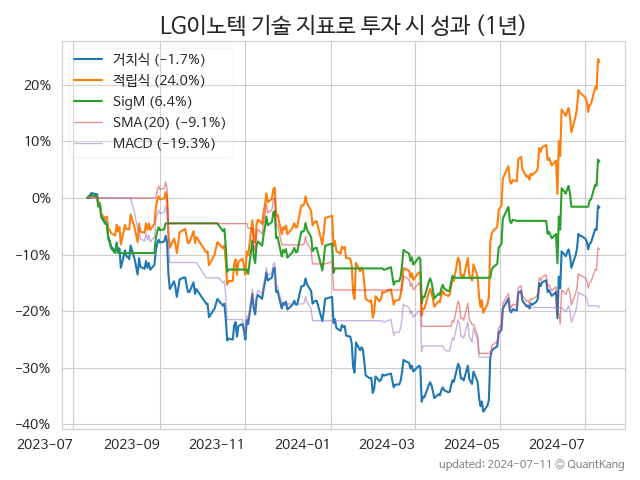 LG이노텍 기술 지표로 투자 시 성과 (1년)
거치식 (−1.7%)
적립식 (24.0%)
SigM (6.4%)
SMA(20) (−9.1%)
MACD (−19.3%)
20%
10%
0%
−10%
−20%
−30%
−40%
2023-07 2023-09 2023-11 2024-01 2024-03 2024-05 2024-07
updated: 2024-07-11 ⓒ QuantKang